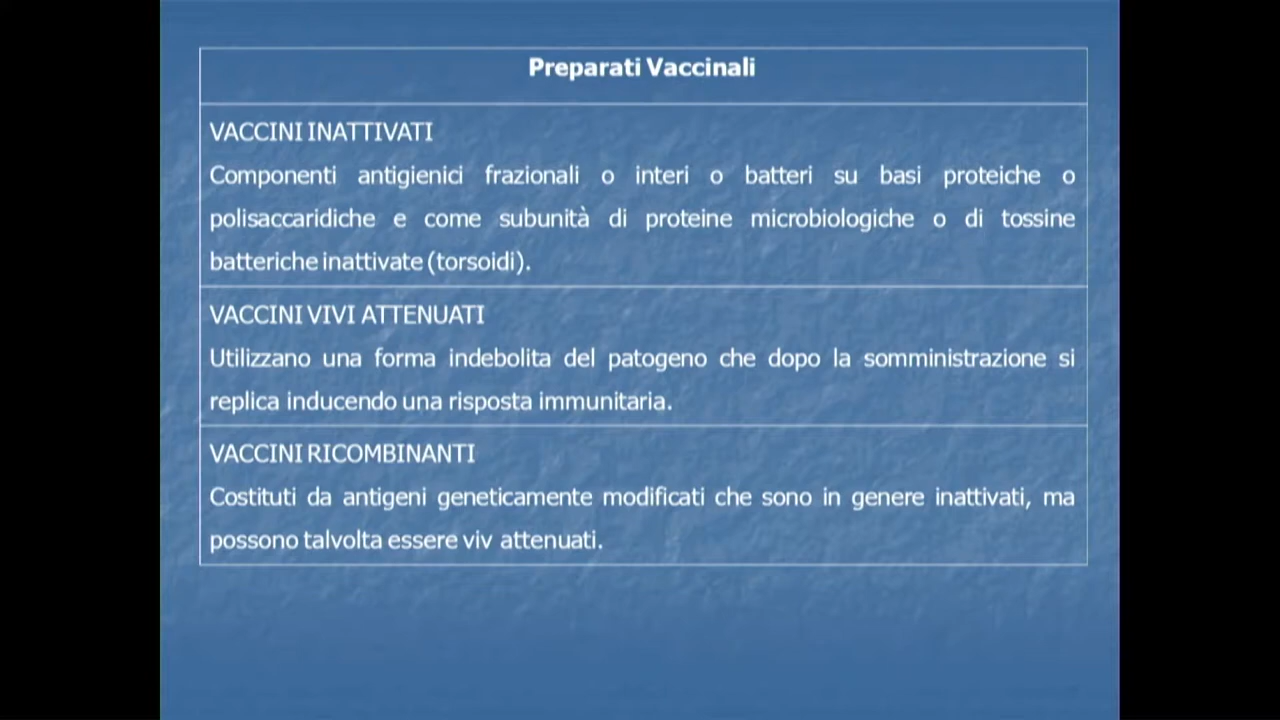 Preparati Vaccinali
VACCINI INATTIVATI
Componenti antigienici frazionali o interi o batteri su basi proteiche o
polisaccaridiche e come subunità di proteine microbiologiche o di tossine
batteriche inattivate (torsoidi).
VACCINI VIVI ATTENUATI
Utilizzano una forma indebolita del patogeno che dopo la somministrazione si
replica inducendo una risposta immunitaria.
VACCINI RICOMBINANTI
Costituti da antigeni geneticamente modificati che sono in genere inattivati, ma
possono talvolta essere viv attenuati.